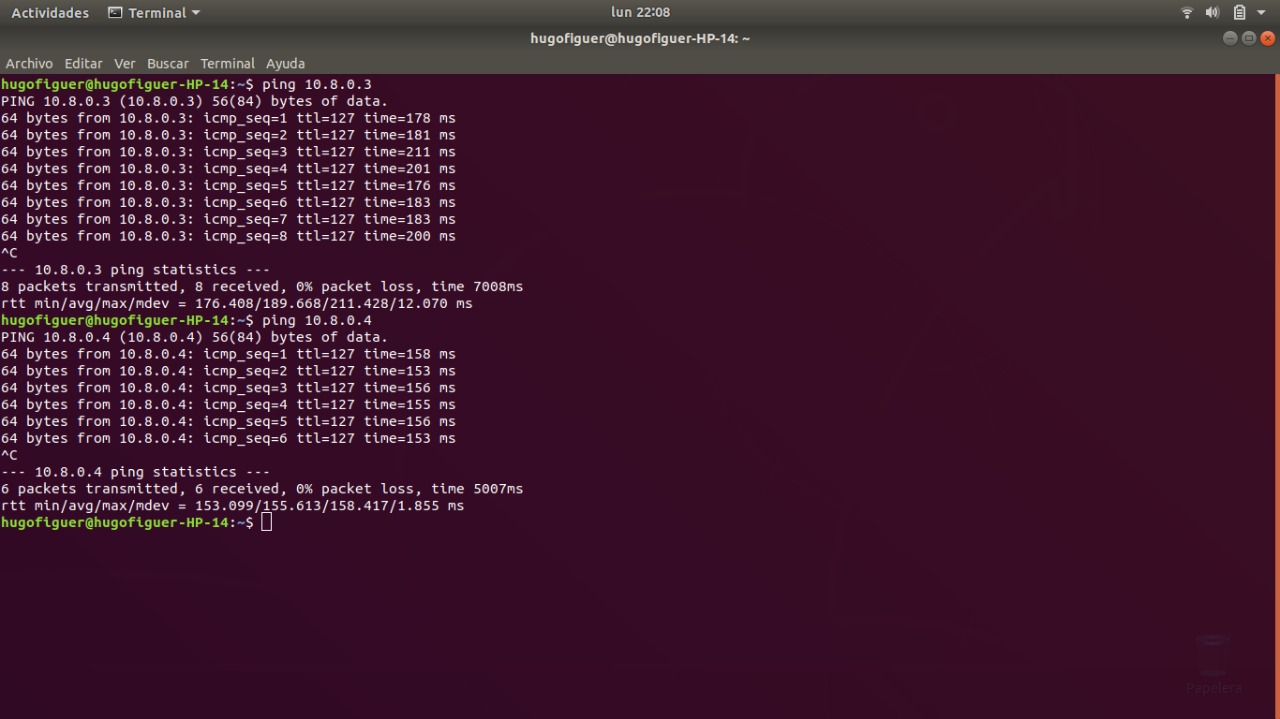 Actividades Terminal lun 22:08
hugofiguer@hugofiguer-HP-14: ~
Archivo Editar Ver Buscar Terminal Ayuda
hugofiguer@hugofiguer-HP-14:~$ ping 10.8.0.3
PING 10.8.0.3 (10.8.0.3) 56(84) bytes of data.
64 bytes from 10.8.0.3: icmp_seq=1 ttl=127 time=178 ms
64 bytes from 10.8.0.3: icmp_seq=2 ttl=127 time=181 ms
64 bytes from 10.8.0.3: icmp_seq=3 ttl=127 time=211 ms
64 bytes from 10.8.0.3: icmp_seq=4 ttl=127 time=201 ms
64 bytes from 10.8.0.3: icmp_seq=5 ttl=127 time=176 ms
64 bytes from 10.8.0.3: icmp_seq=6 ttl=127 time=183 ms
64 bytes from 10.8.0.3: icmp_seq=7 ttl=127 time=183 ms
64 bytes from 10.8.0.3: icmp_seq=8 ttl=127 time=200 ms
^C
--- 10.8.0.3 ping statistics ---
8 packets transmitted, 8 received, 0% packet loss, time 7008ms
rtt min/avg/max/mdev = 176.408/189.668/211.428/12.070 ms
hugofiguer@hugofiguer-HP-14:~$ ping 10.8.0.4
PING 10.8.0.4 (10.8.0.4) 56(84) bytes of data.
64 bytes from 10.8.0.4: icmp_seq=1 ttl=127 time=158 ms
64 bytes from 10.8.0.4: icmp_seq=2 ttl=127 time=153 ms
64 bytes from 10.8.0.4: icmp_seq=3 ttl=127 time=156 ms
64 bytes from 10.8.0.4: icmp_seq=4 ttl=127 time=155 ms
64 bytes from 10.8.0.4: icmp_seq=5 ttl=127 time=156 ms
64 bytes from 10.8.0.4: icmp_seq=6 ttl=127 time=153 ms
^C
--- 10.8.0.4 ping statistics ---
6 packets transmitted, 6 received, 0% packet loss, time 5007ms
rtt min/avg/max/mdev = 153.099/155.613/158.417/1.855 ms
hugofiguer@hugofiguer-HP-14:~$
Papelera